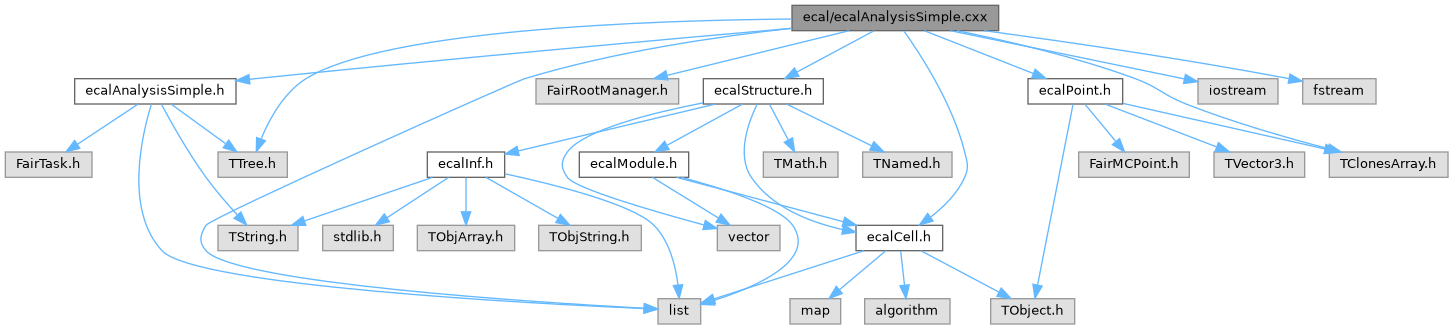 ecal/ecalAnalysisSimple.cxx
ecalAnalysisSimple.h
FairRootManager.h
ecalStructure.h
ecalPoint.h
iostream
fstream
FairTask.h
TTree.h
ecalInf.h
ecalModule.h
TMath.h
TNamed.h
FairMCPoint.h
TVector3.h
TClonesArray.h
TString.h
stdlib.h
TObjArray.h
TObjString.h
vector
ecalCell.h
list
map
algorithm
TObject.h